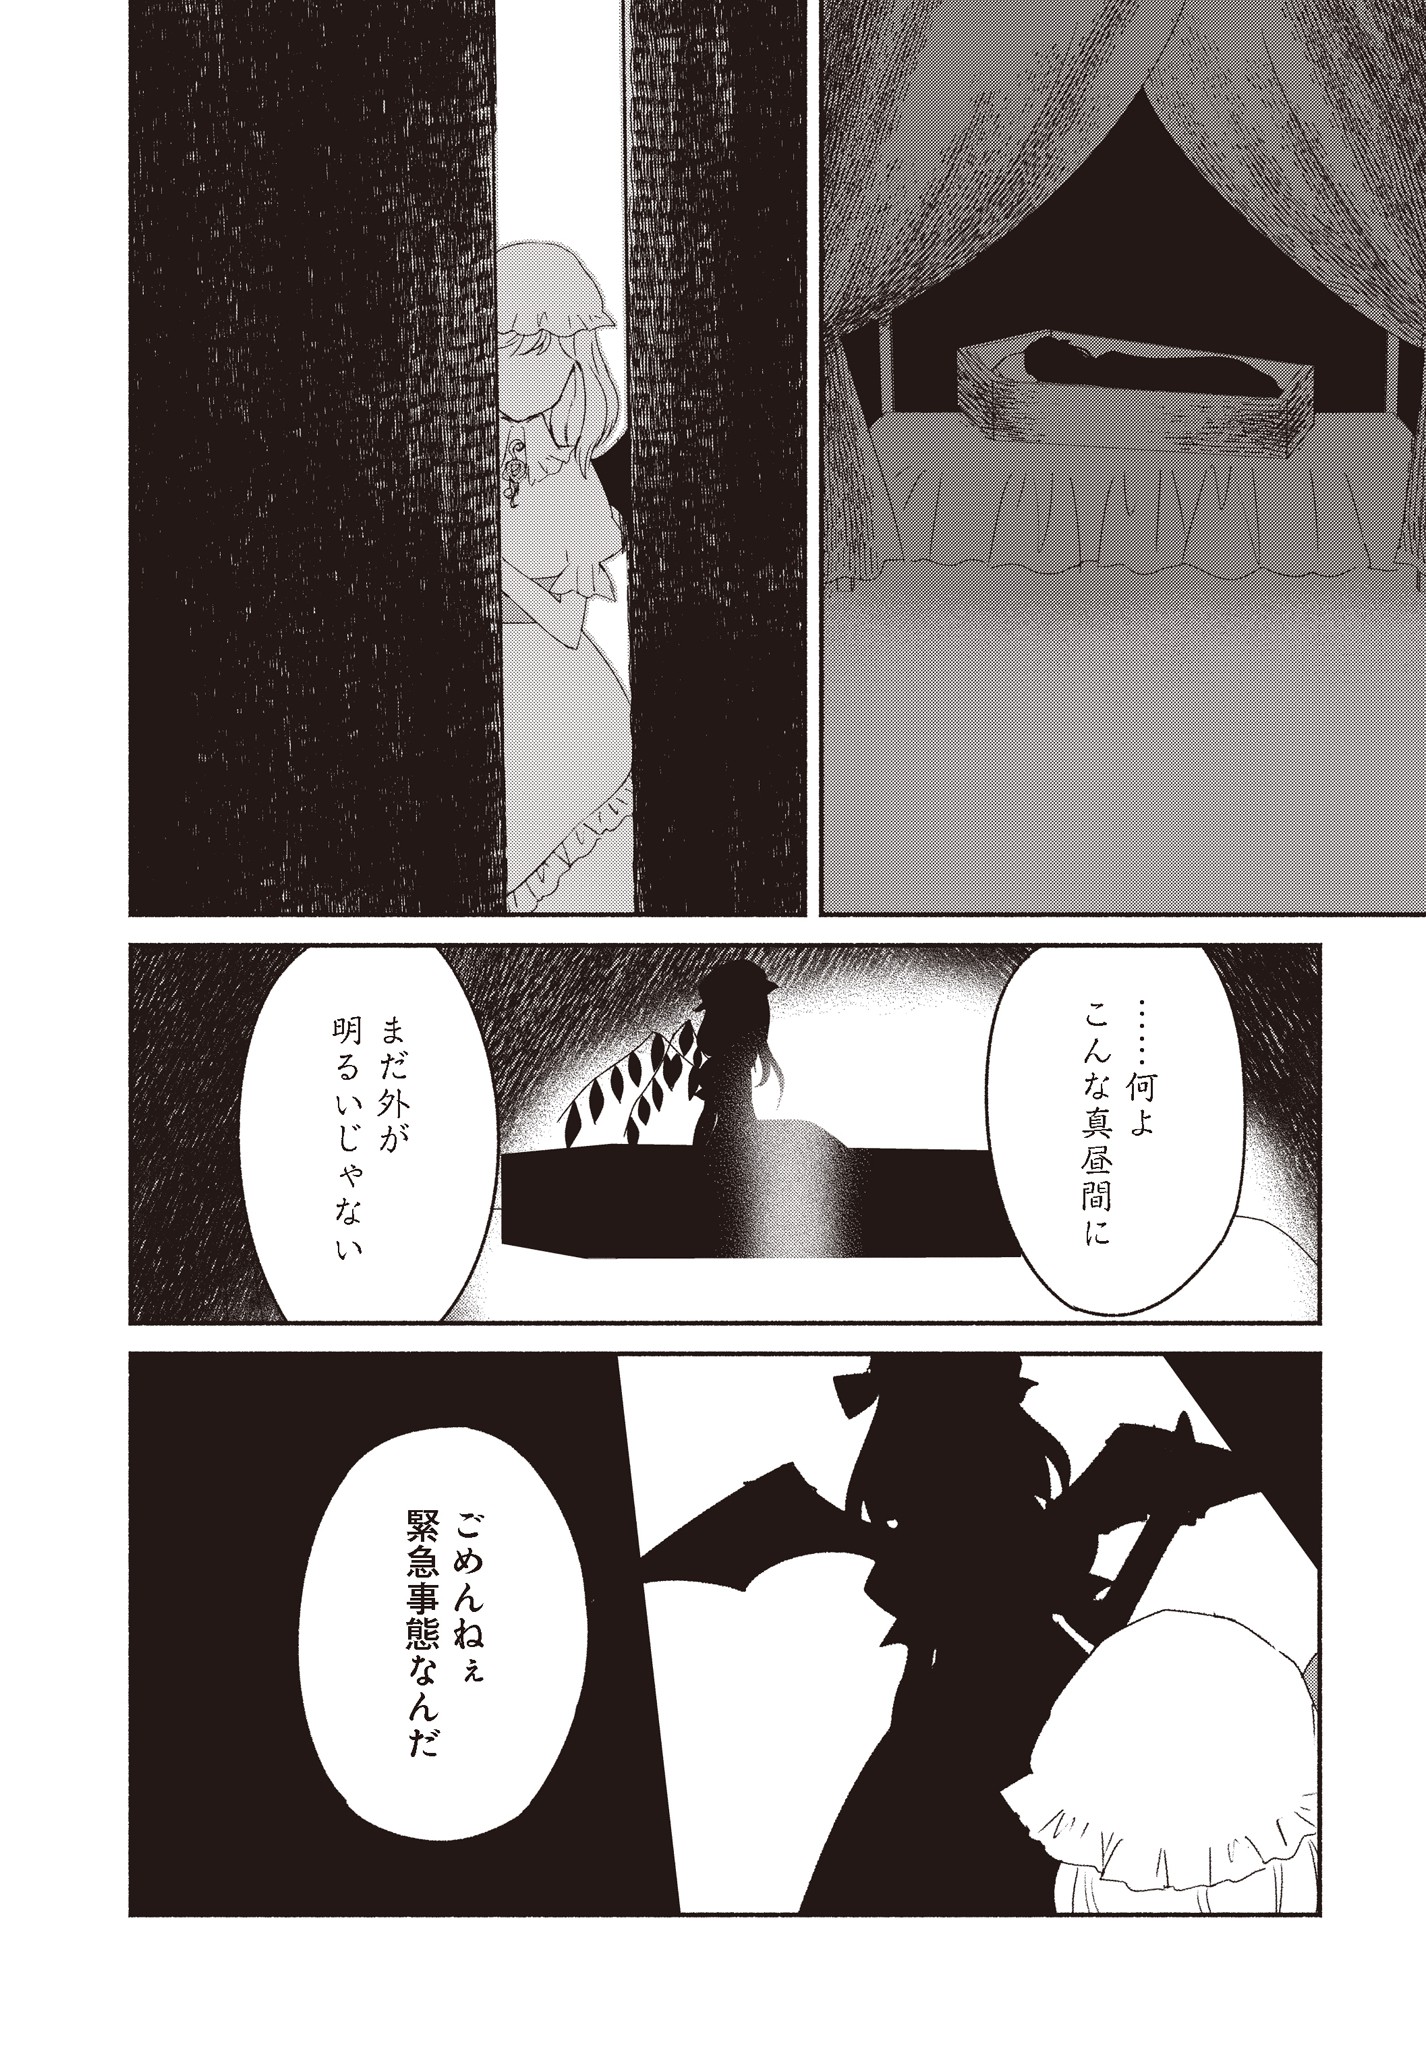 ……何よ
こんな真昼間に
まだ外が
明るいじゃない
ごめんねぇ
緊急事態なんだ